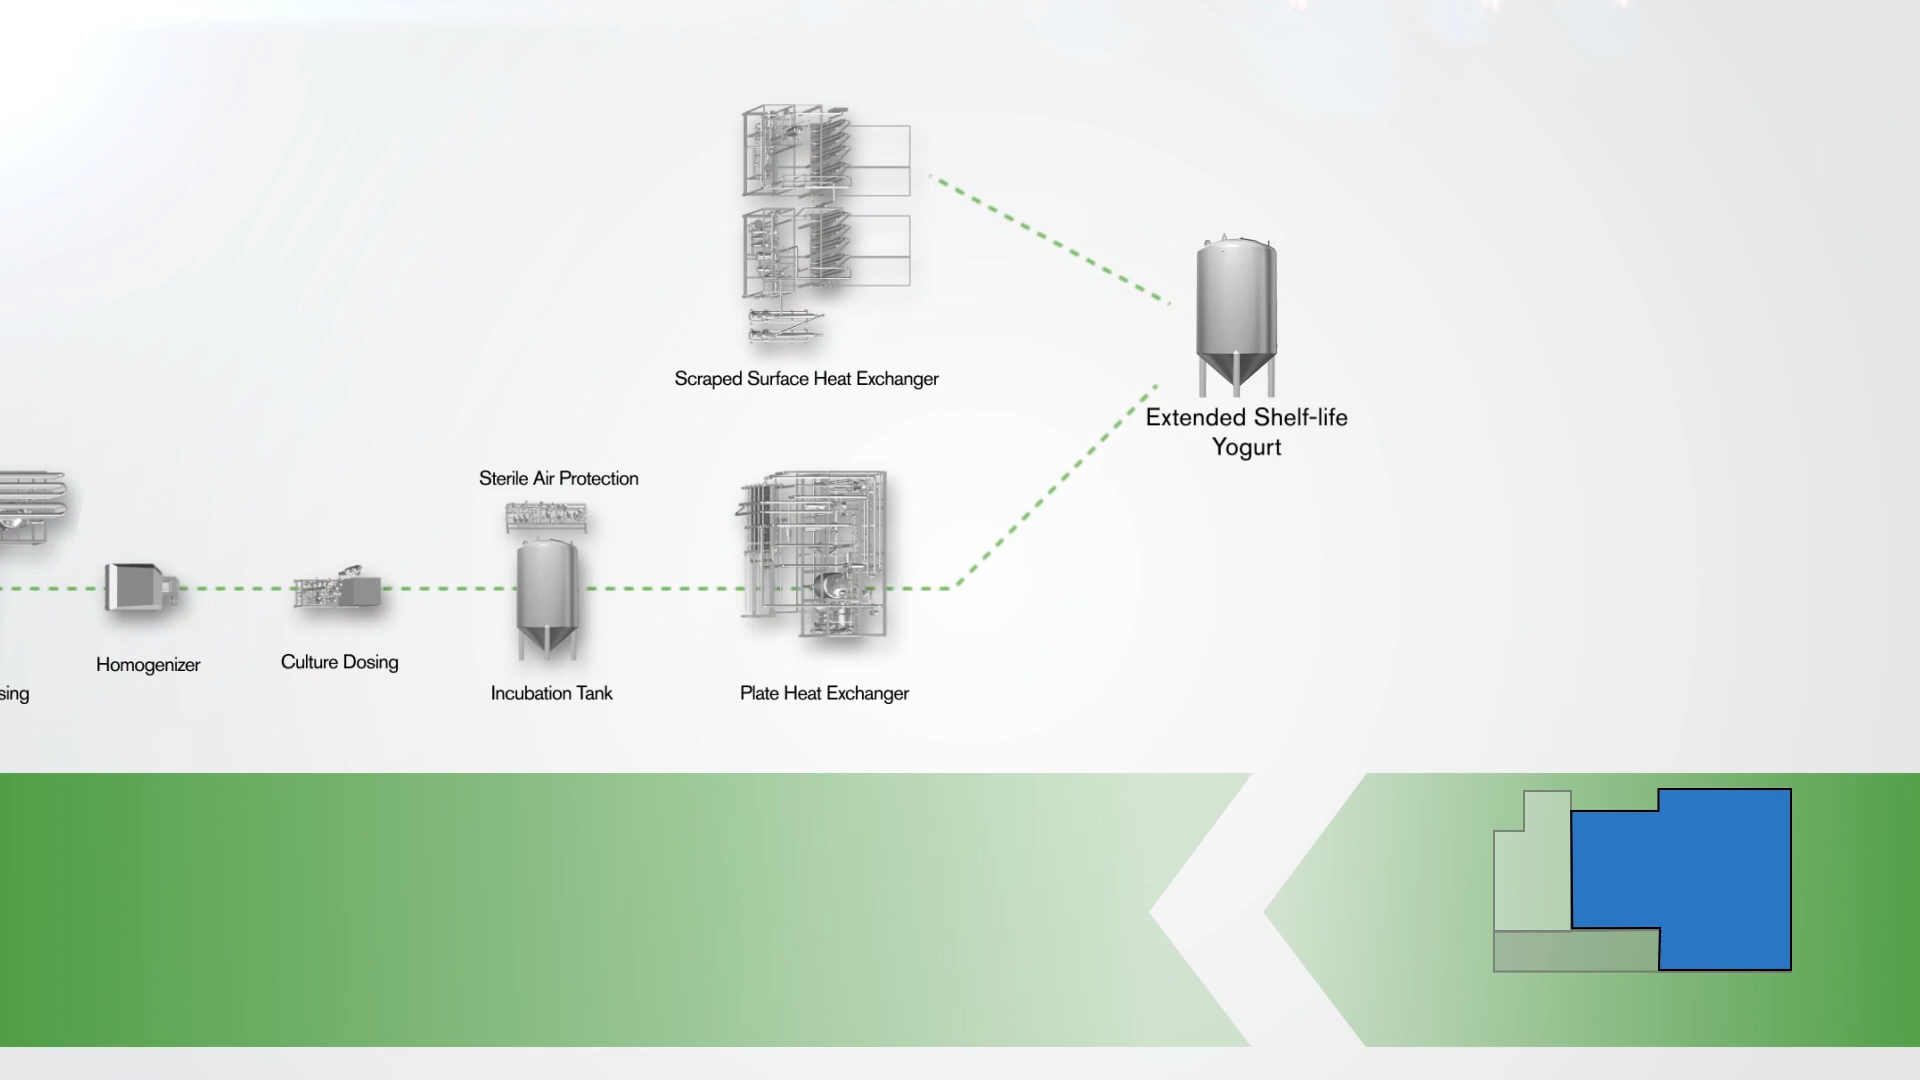 Scraped Surface Heat Exchanger
Extended Shelf-life
Yogurt
Sterile Air Protection
Homogenizer
Culture Dosing
sing
Incubation Tank
Plate Heat Exchanger